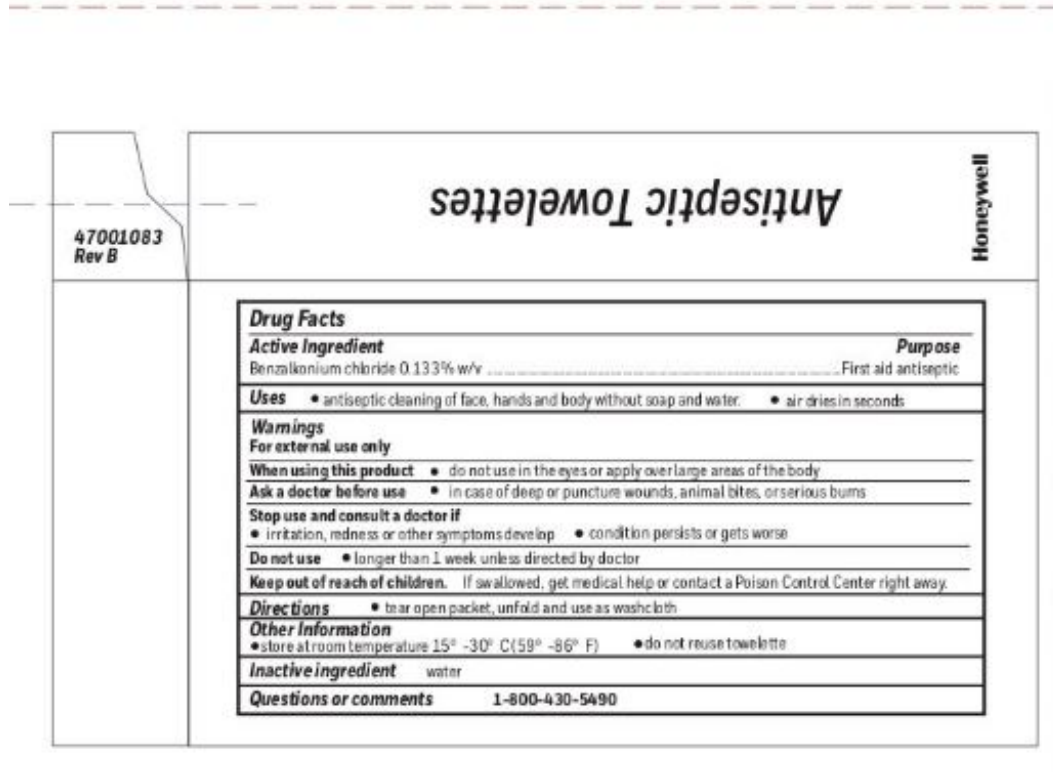 Antiseptic Towelettes
Honeywell
47001083
Rev B
Drug Facts
Active Ingredient Purpose
Benzalkonium chloride 0.133% w/v ........................ First aid antiseptic
Uses • antiseptic cleaning of face, hands and body without soap and water. • air dries in seconds
Warnings
For external use only
When using this product • do not use in the eyes or apply over large areas of the body
Ask a doctor before use • in case of deep or puncture wounds, animal bites, or serious burns
Stop use and consult a doctor if
• irritation, redness or other symptoms develop • condition persists or gets worse
Do not use • longer than 1 week unless directed by doctor
Keep out of reach of children. If swallowed, get medical help or contact a Poison Control Center right away.
Directions • tear open packet, unfold and use as washcloth
Other Information
• store at room temperature 15° -30° C (59° -86° F) • do not reuse towelette
Inactive ingredient water
Questions or comments 1-800-430-5490